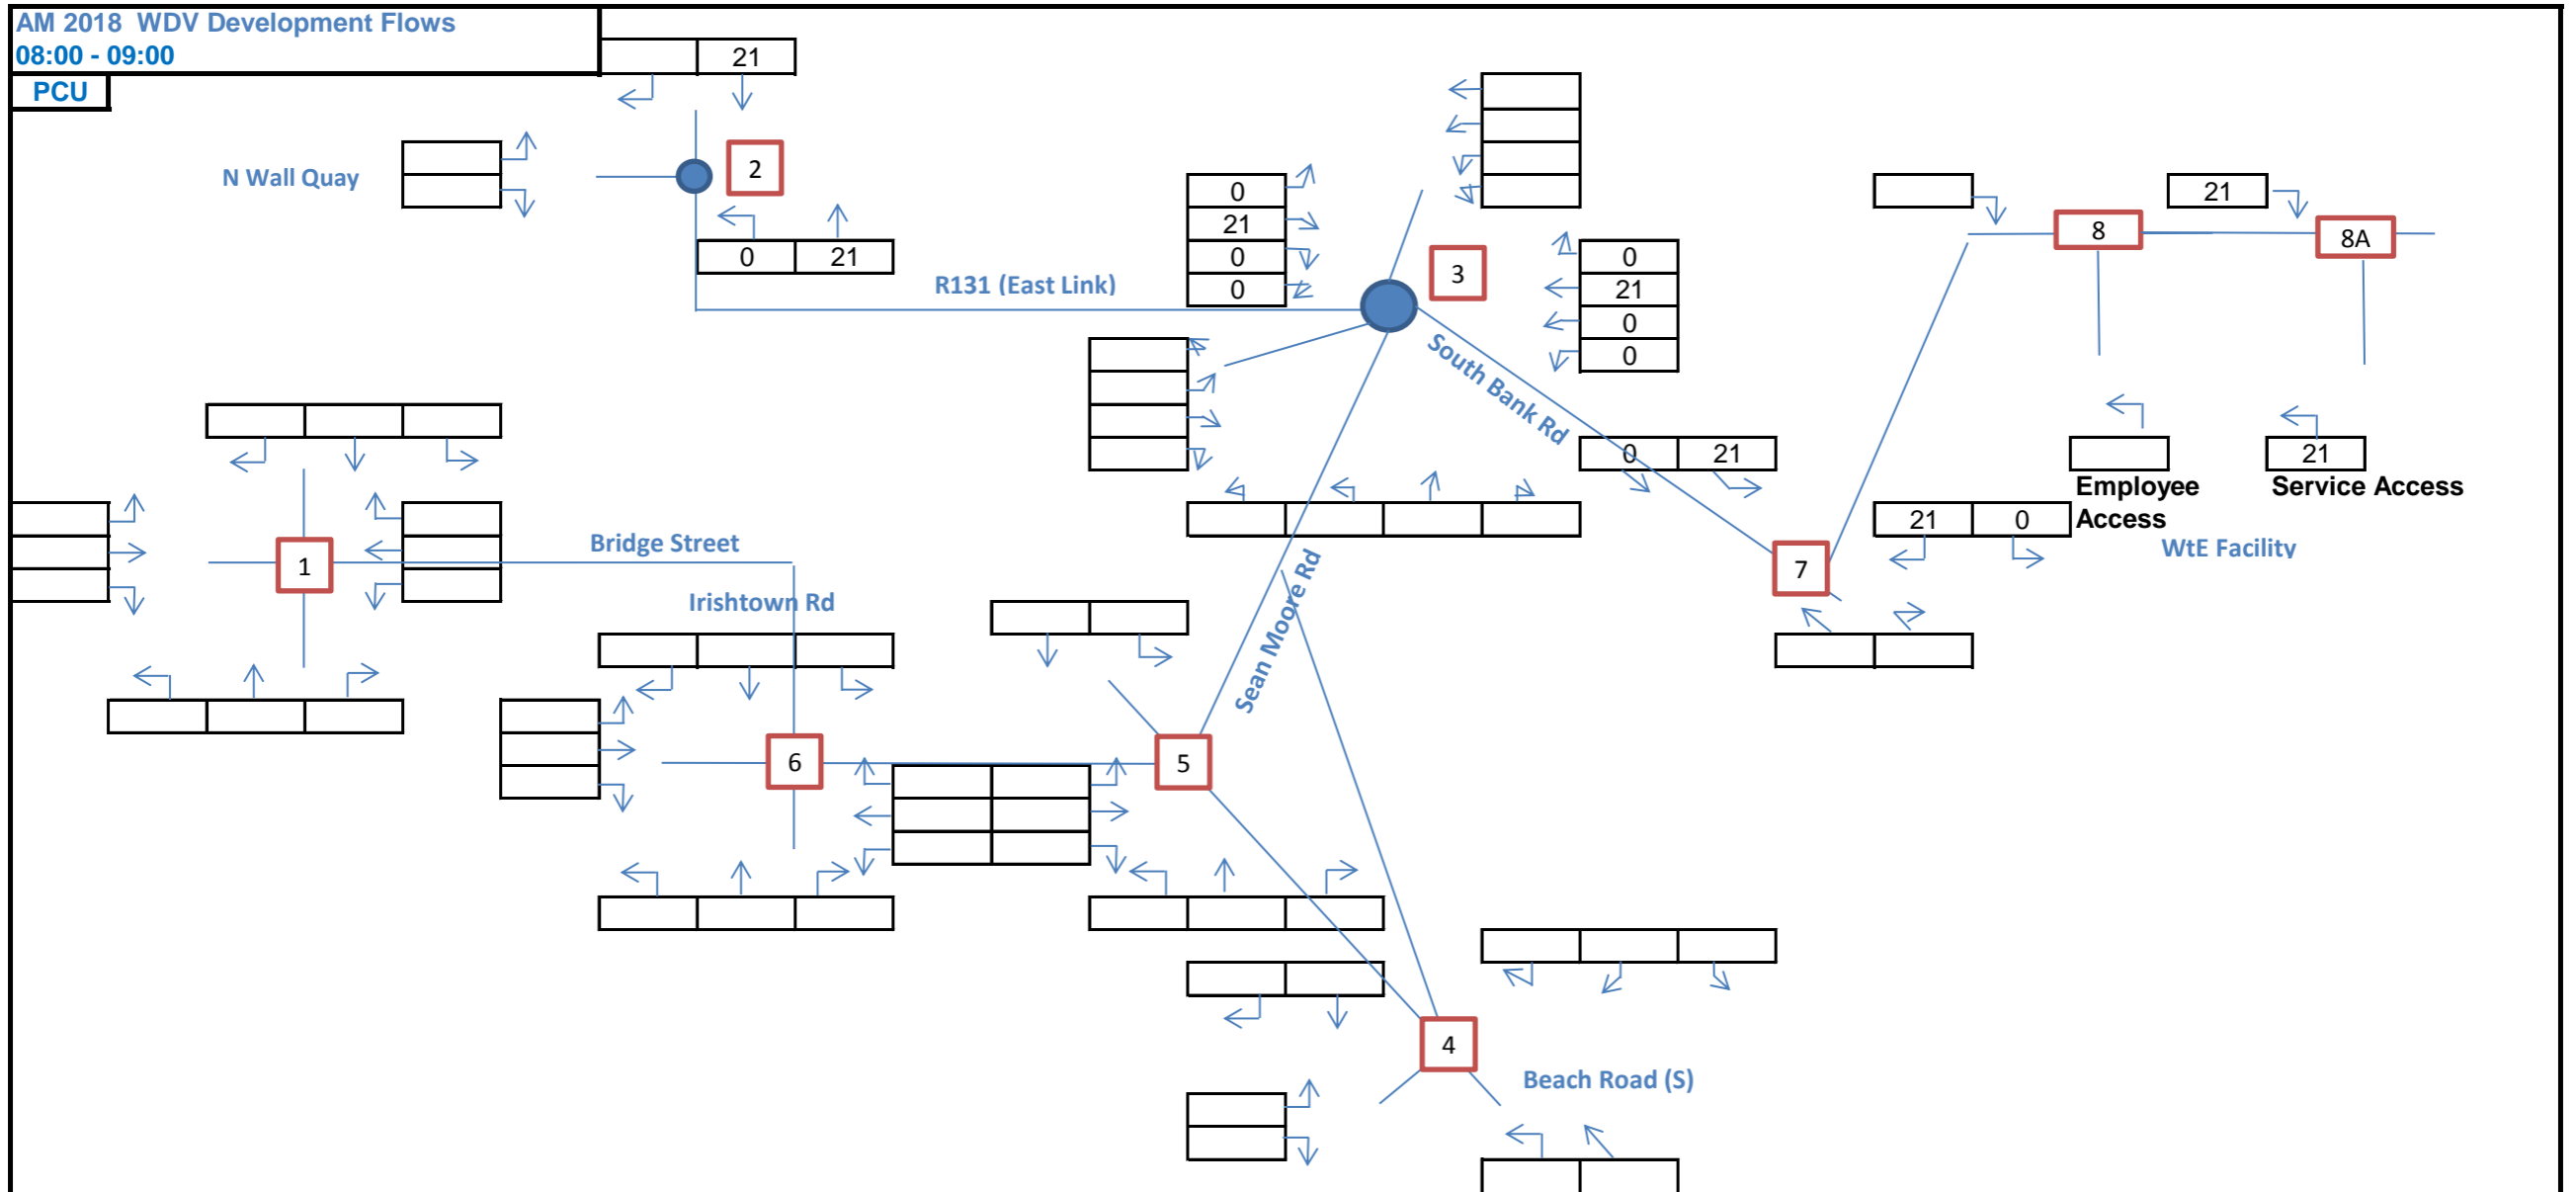 AM 2018 WDV Development Flows
08:00 - 09:00
PCU
21
2
N Wall Quay
0 21
R131 (East Link)
0
21
0
0
3
0
21
0
0
South Bank Rd
0 21
8
21
8A
Employee
Access
21
Service Access
21 0
WtE Facility
7
1
Bridge Street
Irishtown Rd
Sean Moore Rd
6
5
4
Beach Road (S)